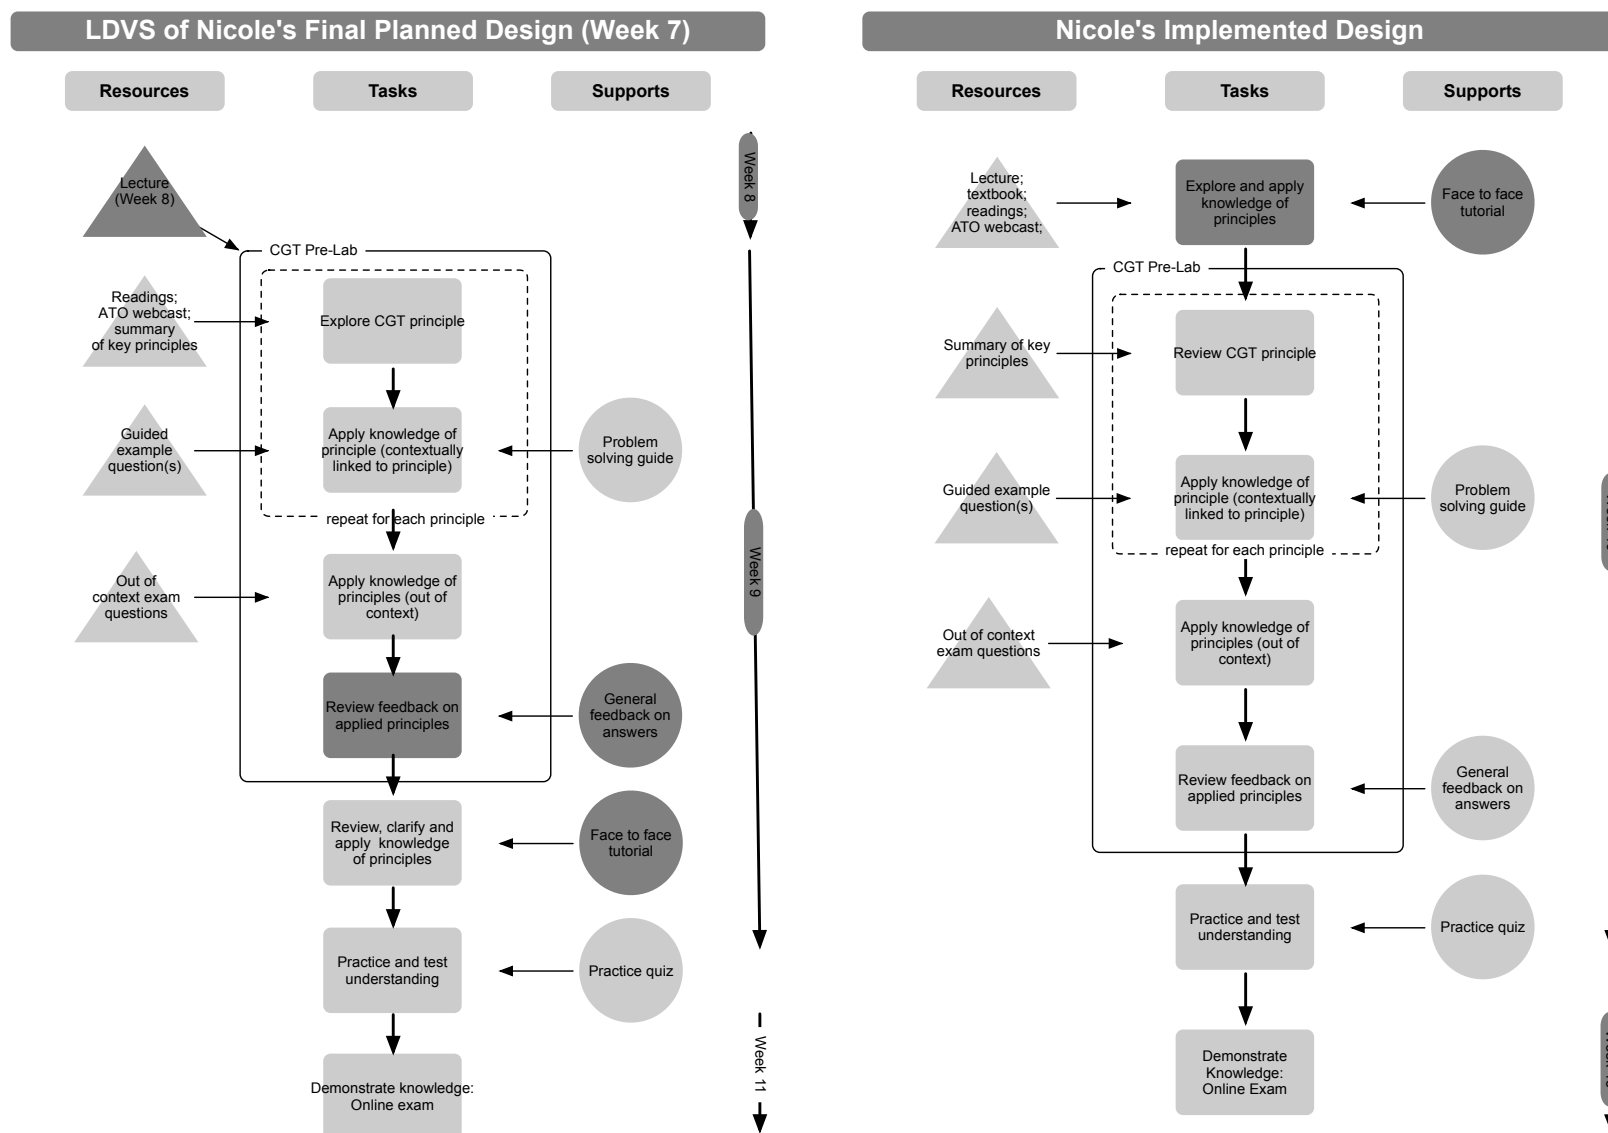 LDVS of Nicole's Final Planned Design (Week 7)
Resources
Tasks
Supports
Lecture
(Week 8)
Week 8
CGT Pre-Lab
Readings;
ATO webcast;
summary
of key principles
Explore CGT principle
Guided
example
question(s)
Apply knowledge of
principle (contextually
linked to principle)
Problem
solving guide
repeat for each principle
Week 9
Out of
context exam
questions
Apply knowledge of
principles (out of
context)
Review feedback on
applied principles
General
feedback on
answers
Review, clarify and
apply knowledge
of principles
Face to face
tutorial
Practice and test
understanding
Practice quiz
Week 11
Demonstrate knowledge:
Online exam
Nicole's Implemented Design
Resources
Tasks
Supports
Lecture;
textbook;
readings;
ATO webcast;
Explore and apply
knowledge of
principles
Face to face
tutorial
CGT Pre-Lab
Summary of key
principles
Review CGT principle
Guided example
question(s)
Apply knowledge of
principle (contextually
linked to principle)
Problem
solving guide
repeat for each principle
Out of context
exam questions
Apply knowledge of
principles (out of
context)
Review feedback on
applied principles
General
feedback on
answers
Practice and test
understanding
Practice quiz
Demonstrate
Knowledge:
Online Exam